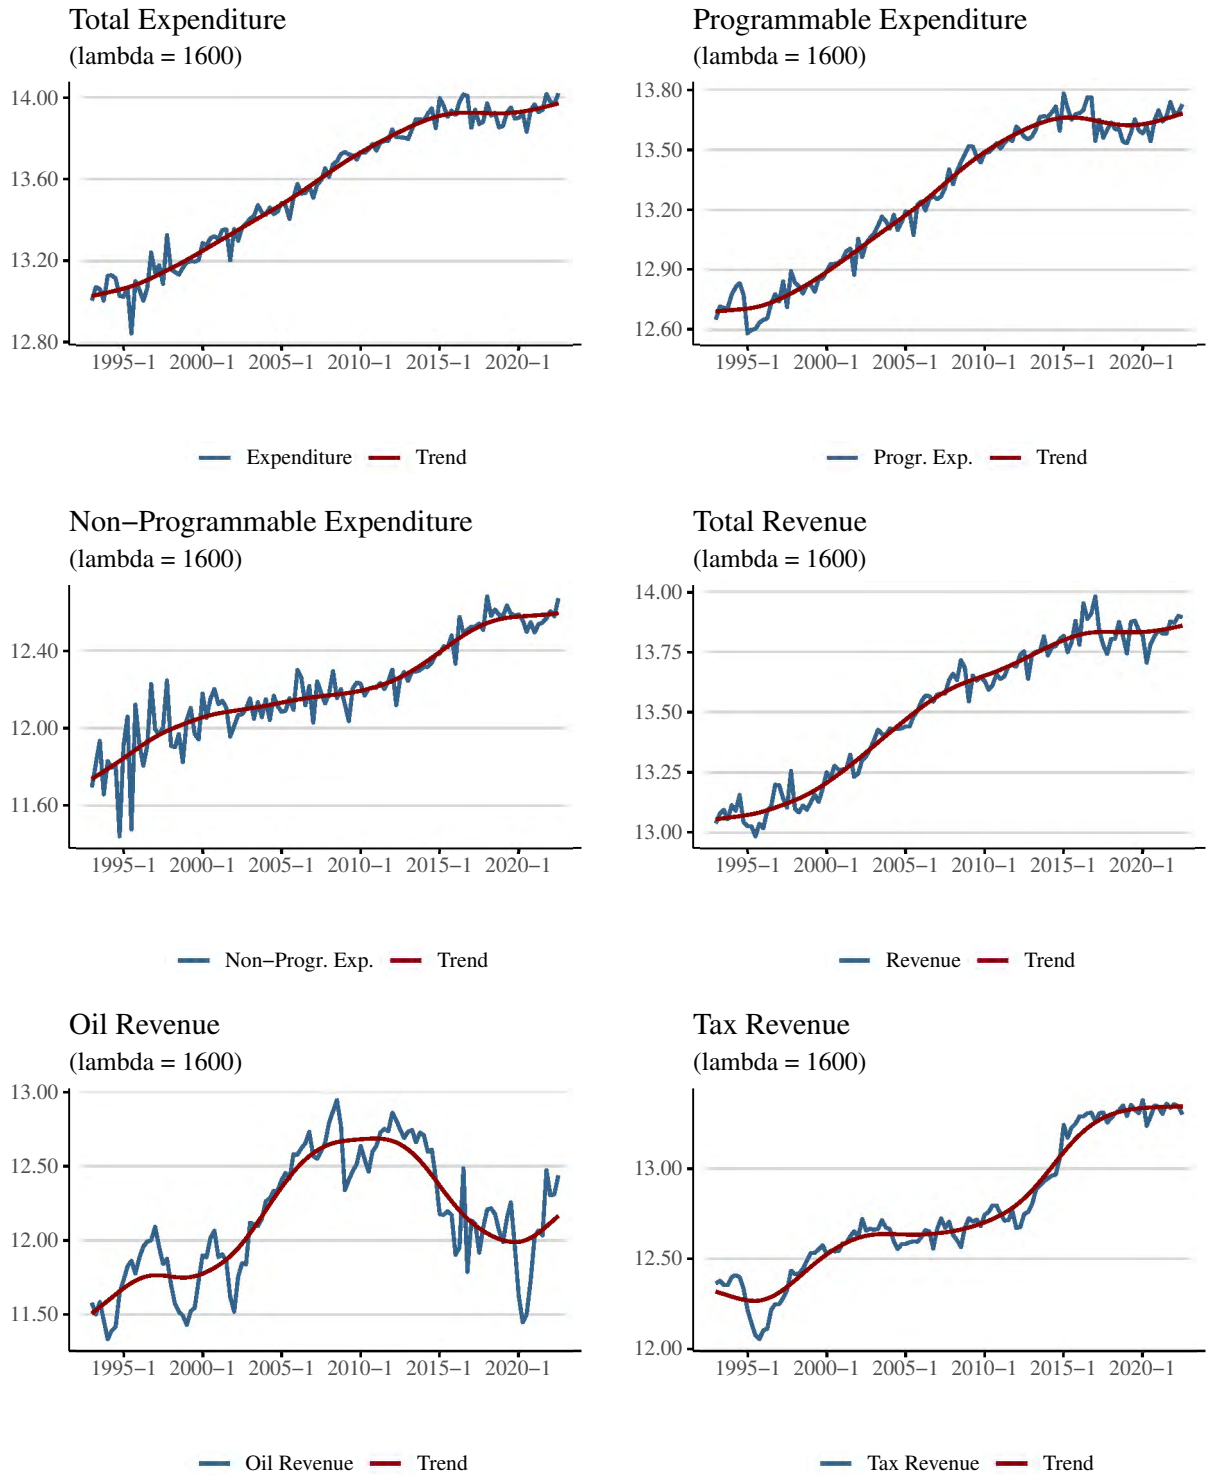 Total Expenditure
(lambda = 1600)
14.00
13.60
13.20
12.80
1995−1 2000−1 2005−1 2010−1 2015−1 2020−1
Expenditure Trend
Programmable Expenditure
(lambda = 1600)
13.80
13.50
13.20
12.90
12.60
1995−1 2000−1 2005−1 2010−1 2015−1 2020−1
Progr. Exp. Trend
Non−Programmable Expenditure
(lambda = 1600)
12.40
12.00
11.60
1995−1 2000−1 2005−1 2010−1 2015−1 2020−1
Non−Progr. Exp. Trend
Total Revenue
(lambda = 1600)
14.00
13.75
13.50
13.25
13.00
1995−1 2000−1 2005−1 2010−1 2015−1 2020−1
Revenue Trend
Oil Revenue
(lambda = 1600)
13.00
12.50
12.00
11.50
1995−1 2000−1 2005−1 2010−1 2015−1 2020−1
Oil Revenue Trend
Tax Revenue
(lambda = 1600)
13.00
12.50
12.00
1995−1 2000−1 2005−1 2010−1 2015−1 2020−1
Tax Revenue Trend